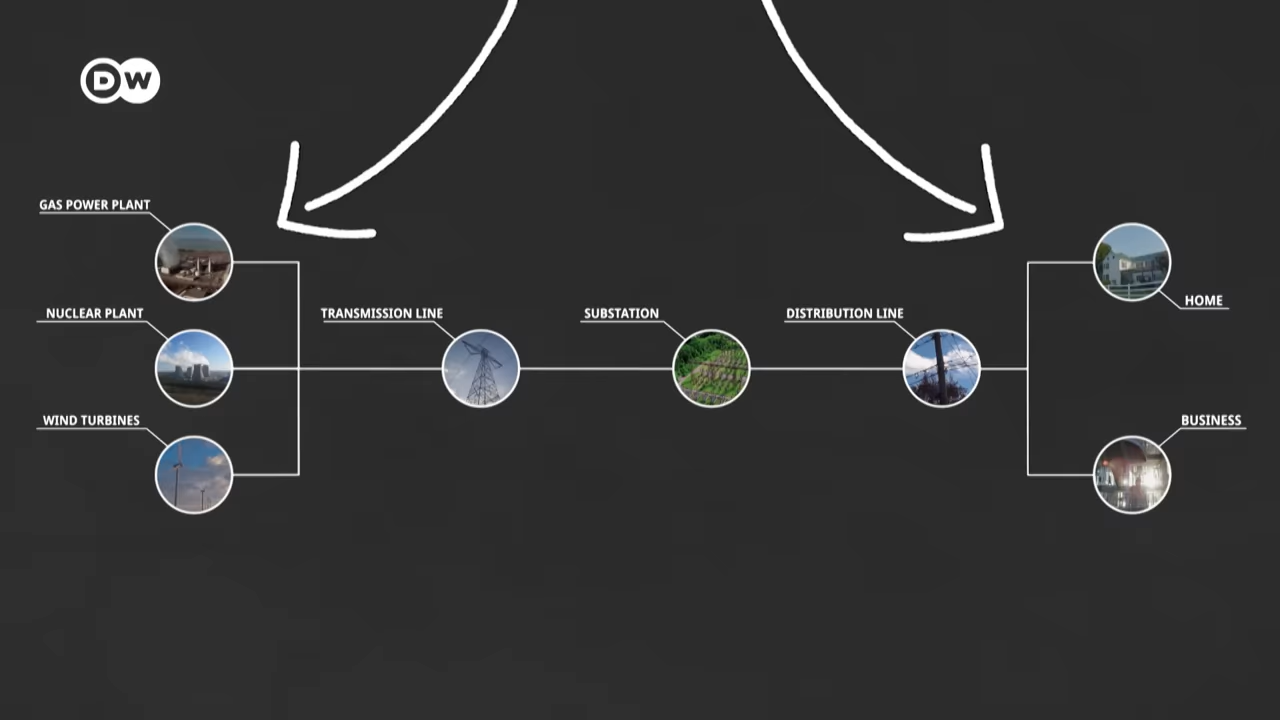 DW
GAS POWER PLANT
NUCLEAR PLANT
TRANSMISSION LINE
SUBSTATION
DISTRIBUTION LINE
HOME
WIND TURBINES
BUSINESS